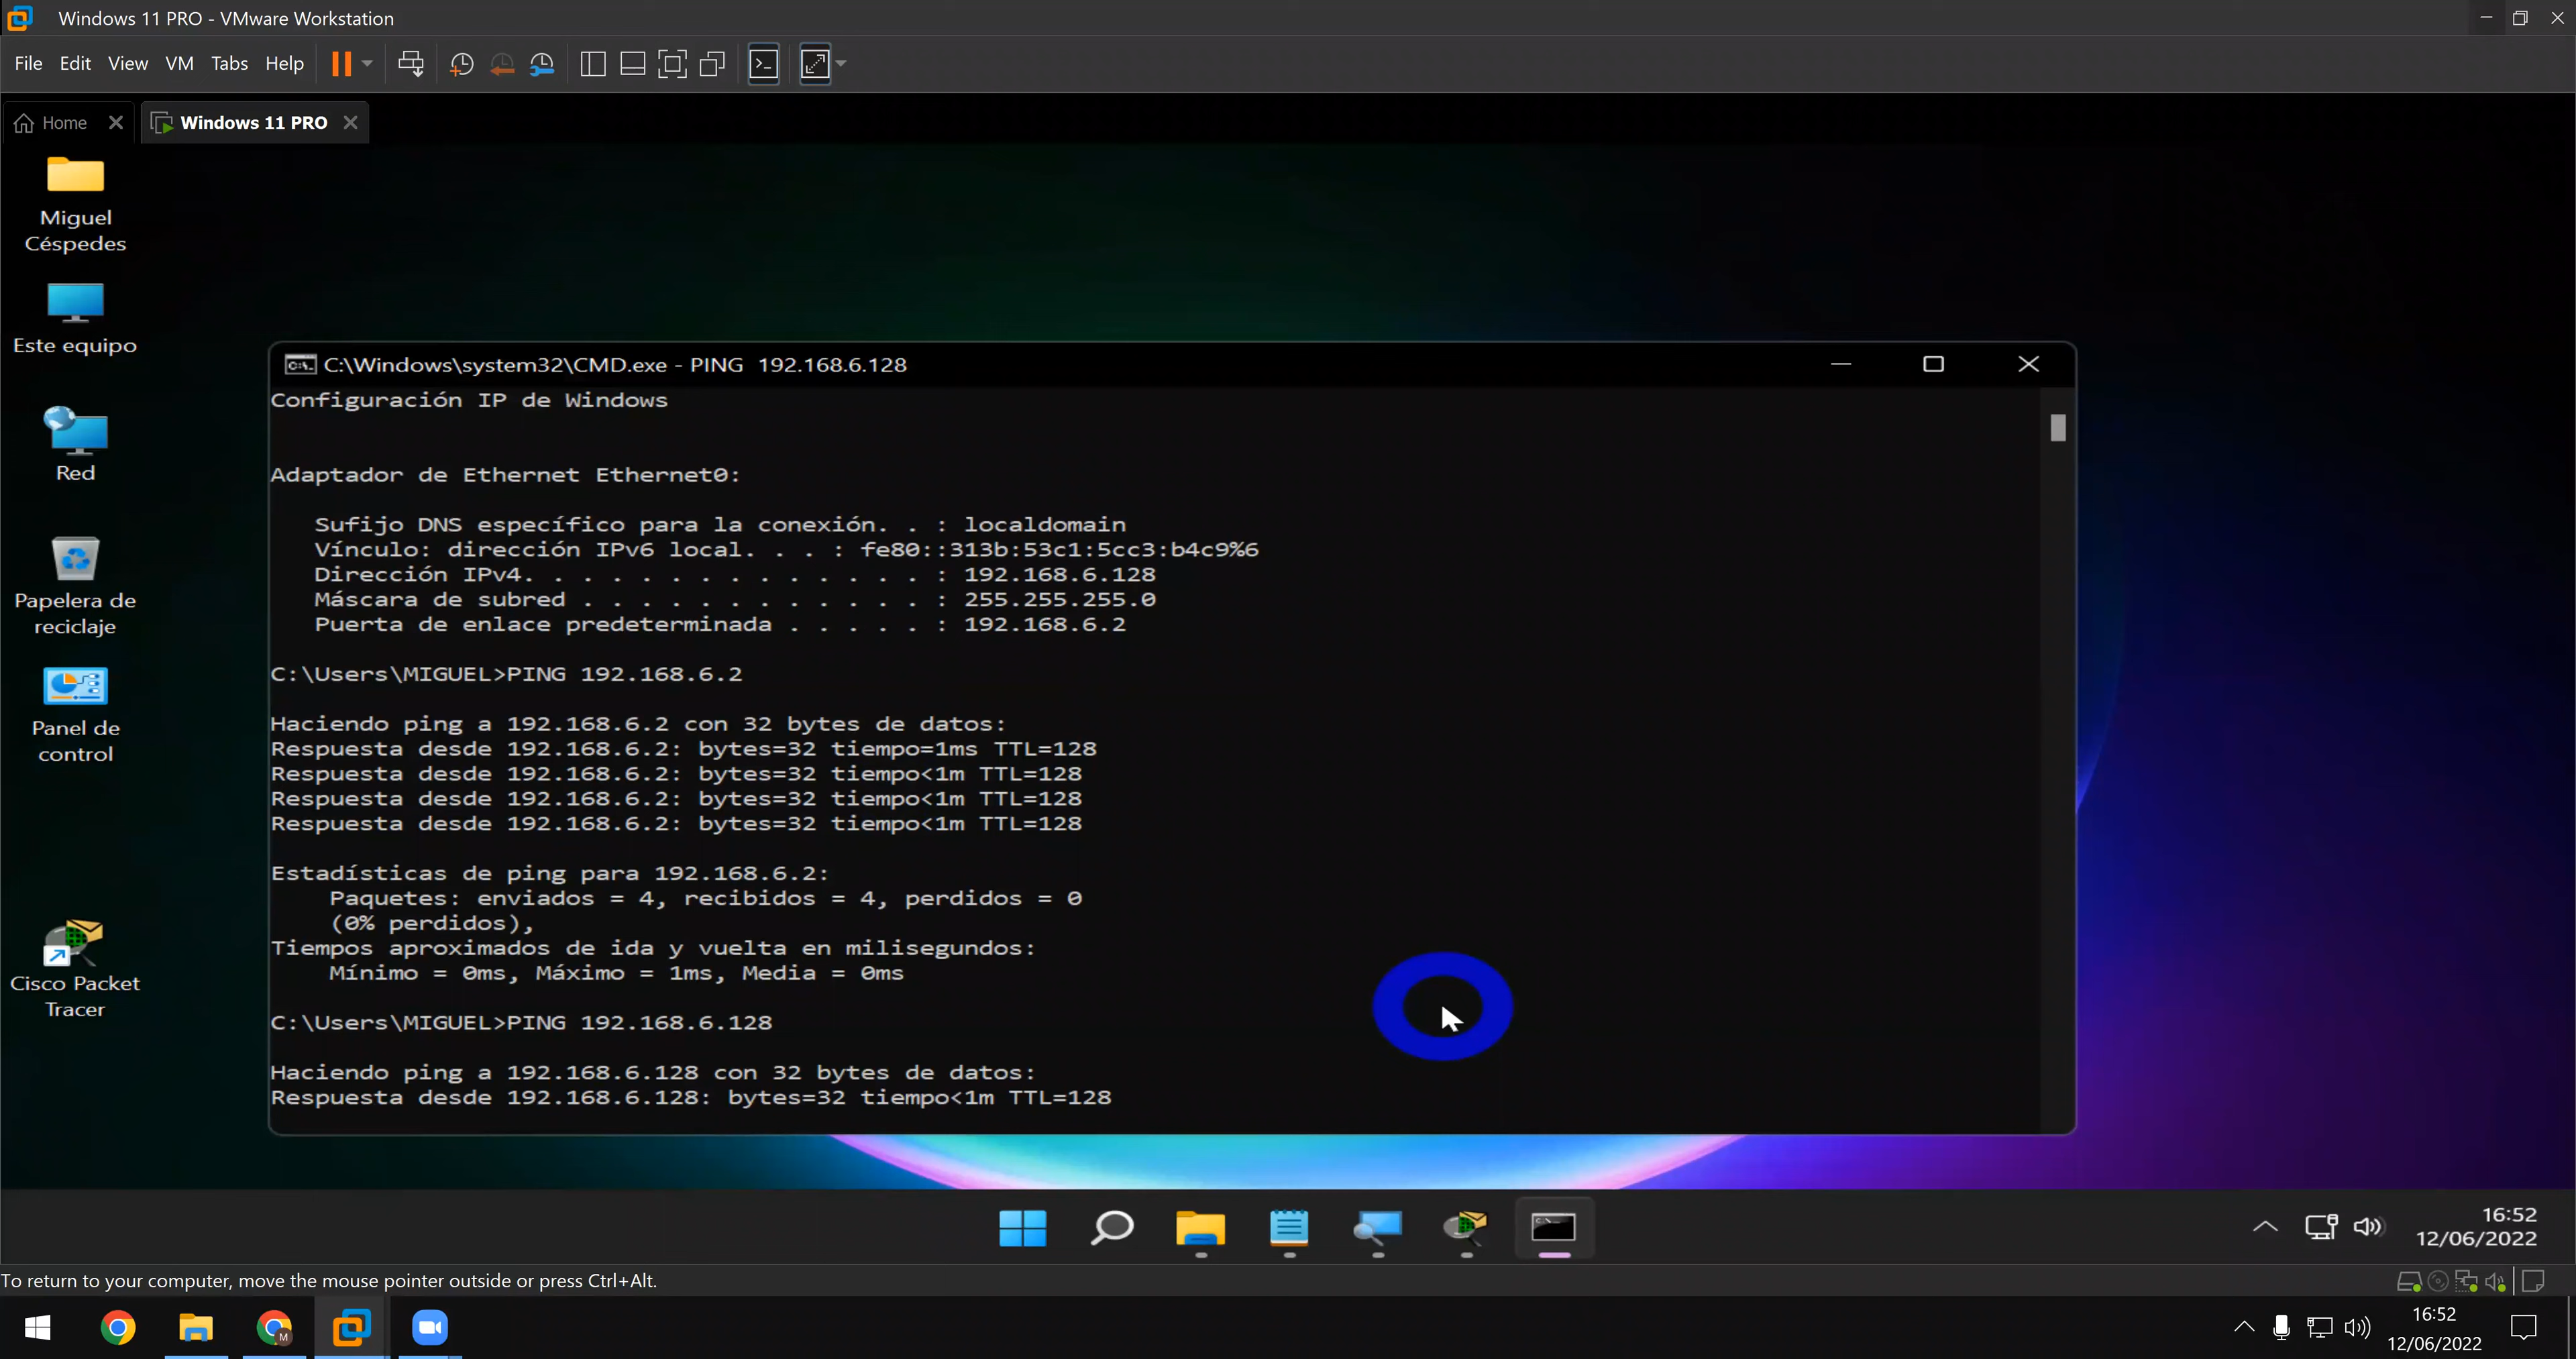 Windows 11 PRO - VMware Workstation
File Edit View VM Tabs Help
Home
Windows 11 PRO
Miguel
Céspedes
Este equipo
Red
Papelera de
reciclaje
Panel de
control
Cisco Packet
Tracer
C:\Windows\system32\CMD.exe - PING 192.168.6.128
Configuración IP de Windows
Adaptador de Ethernet Ethernet0:
Sufijo DNS específico para la conexión. . : localdomain
Vínculo: dirección IPv6 local. . . : fe80::313b:53c1:5cc3:b4c9%6
Dirección IPv4. . . . . . . . . . . . . . : 192.168.6.128
Máscara de subred . . . . . . . . . . . . : 255.255.255.0
Puerta de enlace predeterminada . . . . . : 192.168.6.2
C:\Users\MIGUEL>PING 192.168.6.2
Haciendo ping a 192.168.6.2 con 32 bytes de datos:
Respuesta desde 192.168.6.2: bytes=32 tiempo=1ms TTL=128
Respuesta desde 192.168.6.2: bytes=32 tiempo<1m TTL=128
Respuesta desde 192.168.6.2: bytes=32 tiempo<1m TTL=128
Respuesta desde 192.168.6.2: bytes=32 tiempo<1m TTL=128
Estadísticas de ping para 192.168.6.2:
Paquetes: enviados = 4, recibidos = 4, perdidos = 0
(0% perdidos),
Tiempos aproximados de ida y vuelta en milisegundos:
Mínimo = 0ms, Máximo = 1ms, Media = 0ms
C:\Users\MIGUEL>PING 192.168.6.128
Haciendo ping a 192.168.6.128 con 32 bytes de datos:
Respuesta desde 192.168.6.128: bytes=32 tiempo<1m TTL=128
16:52
12/06/2022
To return to your computer, move the mouse pointer outside or press Ctrl+Alt.
M
16:52
12/06/2022